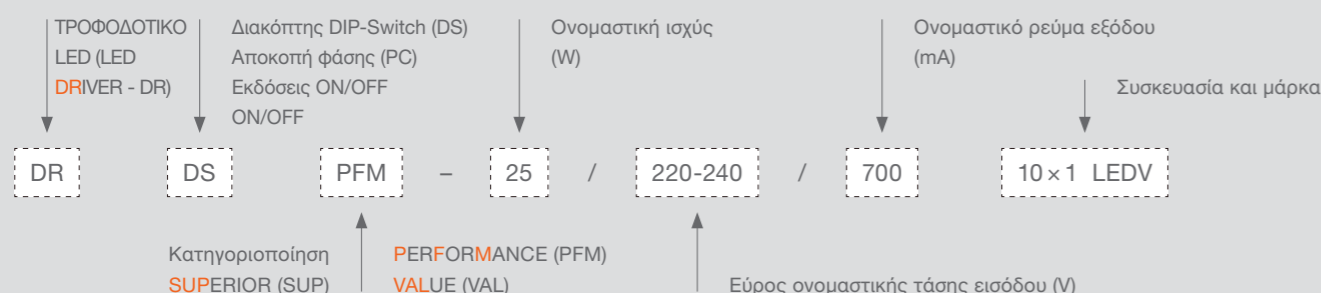 ΤΡΟΦΟΔΟΤΙΚΟ
LED (LED
DRIVER - DR)
Διακόπτης DIP-Switch (DS)
Αποκοπή φάσης (PC)
Εκδόσεις ON/OFF
ON/OFF
Ονομαστική ισχύς
(W)
Ονομαστικό ρεύμα εξόδου
(mA)
Συσκευασία και μάρκα
DR DS PFM – 25 / 220-240 / 700 10×1 LEDV
Κατηγοριοποίηση
SUPERIOR (SUP)
PERFORMANCE (PFM)
VALUE (VAL)
Εύρος ονομαστικής τάσης εισόδου (V)